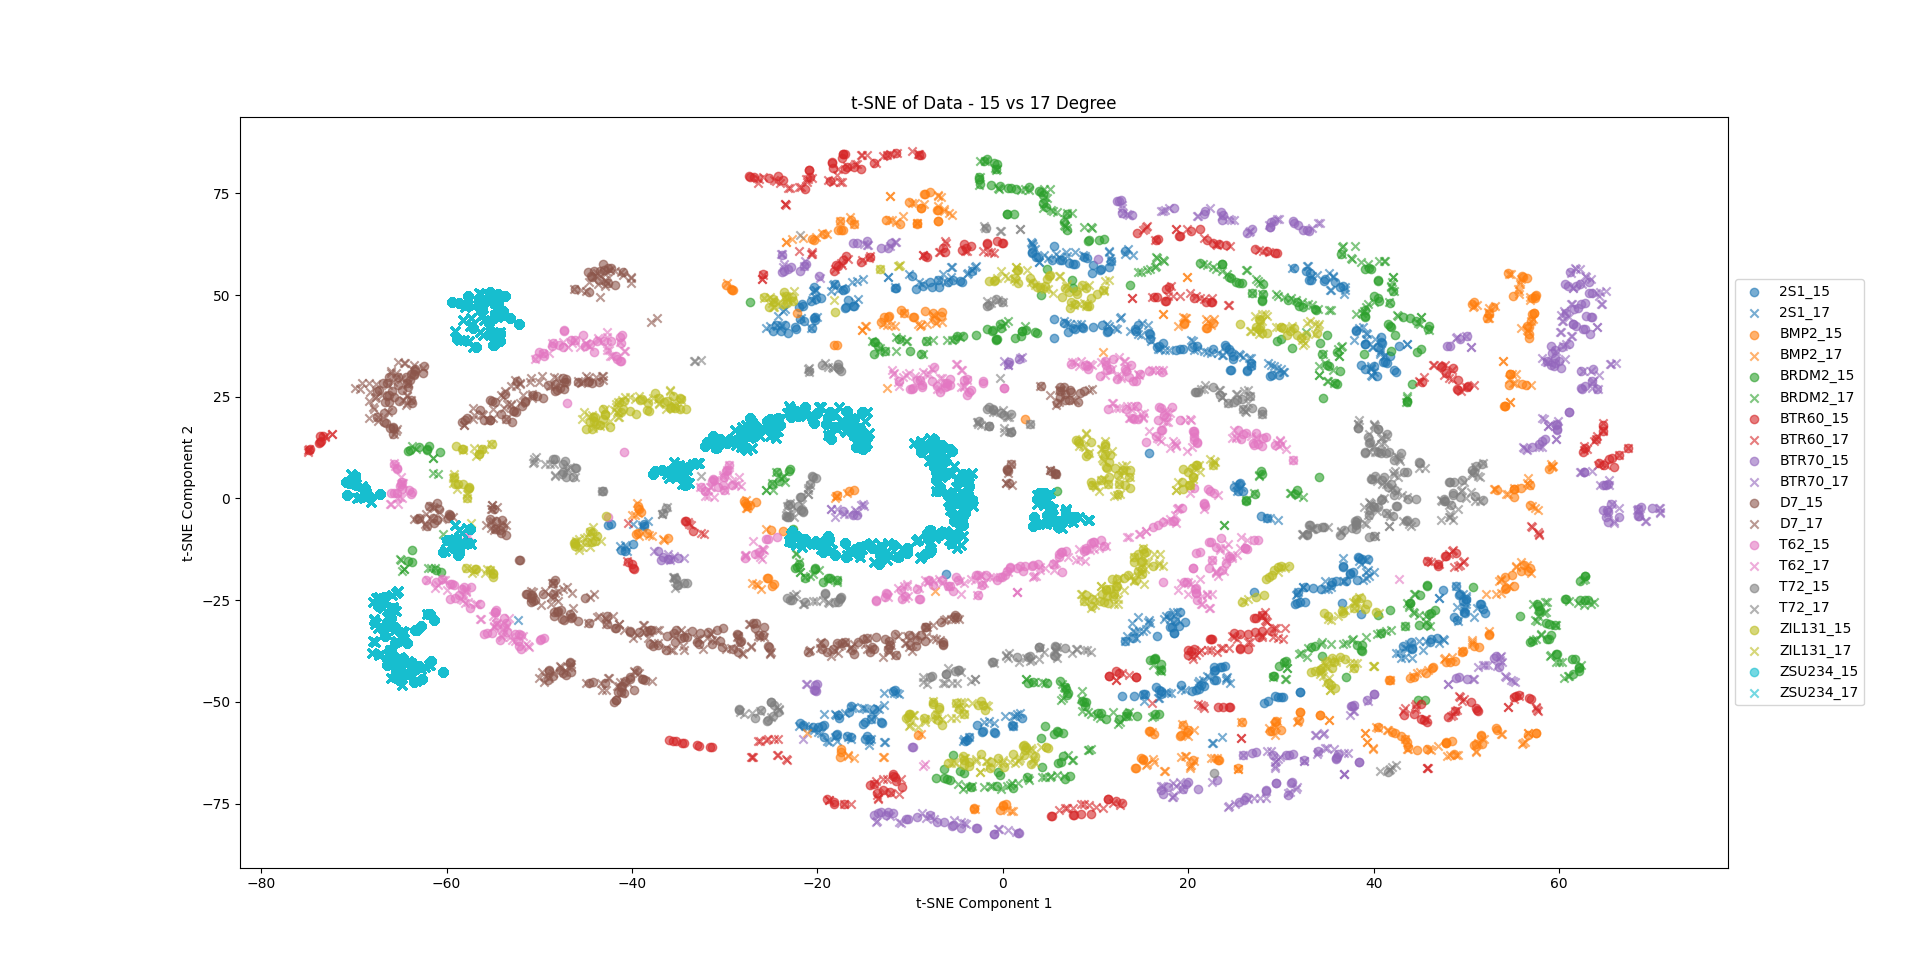 t-SNE of Data - 15 vs 17 Degree
75
50
25
0
−25
−50
−75
t-SNE Component 2
−80
−60
−40
−20
0
20
40
60
t-SNE Component 1
2S1_15
2S1_17
BMP2_15
BMP2_17
BRDM2_15
BRDM2_17
BTR60_15
BTR60_17
BTR70_15
BTR70_17
D7_15
D7_17
T62_15
T62_17
T72_15
T72_17
ZIL131_15
ZIL131_17
ZSU234_15
ZSU234_17